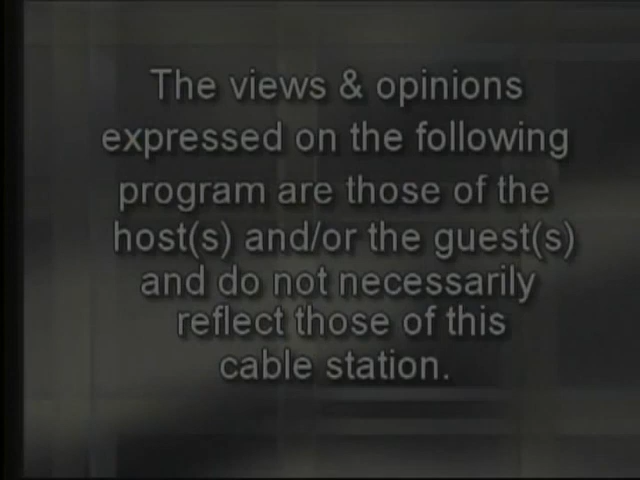 The views & opinions
expressed on the following
program are those of the
host(s) and/or the guest(s)
and do not necessarily
reflect those of this
cable station.